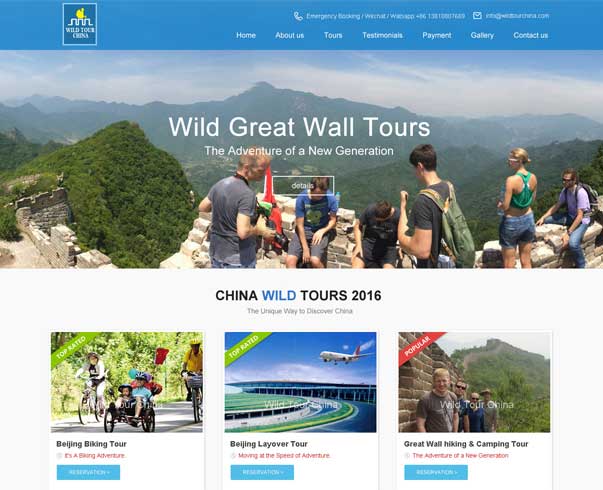 Emergency Booking / Wechat / Watsapp +86 13810807669
info@wildtourchina.com
WILD TOUR
CHINA
Home About us Tours Testimonials Payment Gallery Contact us
Wild Great Wall Tours
The Adventure of a New Generation
details
CHINA WILD TOURS 2016
The Unique Way to Discover China
TOP RATED
TOP RATED
POPULAR
Wild Tour China
Wild Tour China
Wild Tour China
Beijing Biking Tour
It's A Biking Adventure.
RESERVATION >
Beijing Layover Tour
Moving at the Speed of Adventure.
RESERVATION >
Great Wall hiking & Camping Tour
The Adventure of a New Generation
RESERVATION >